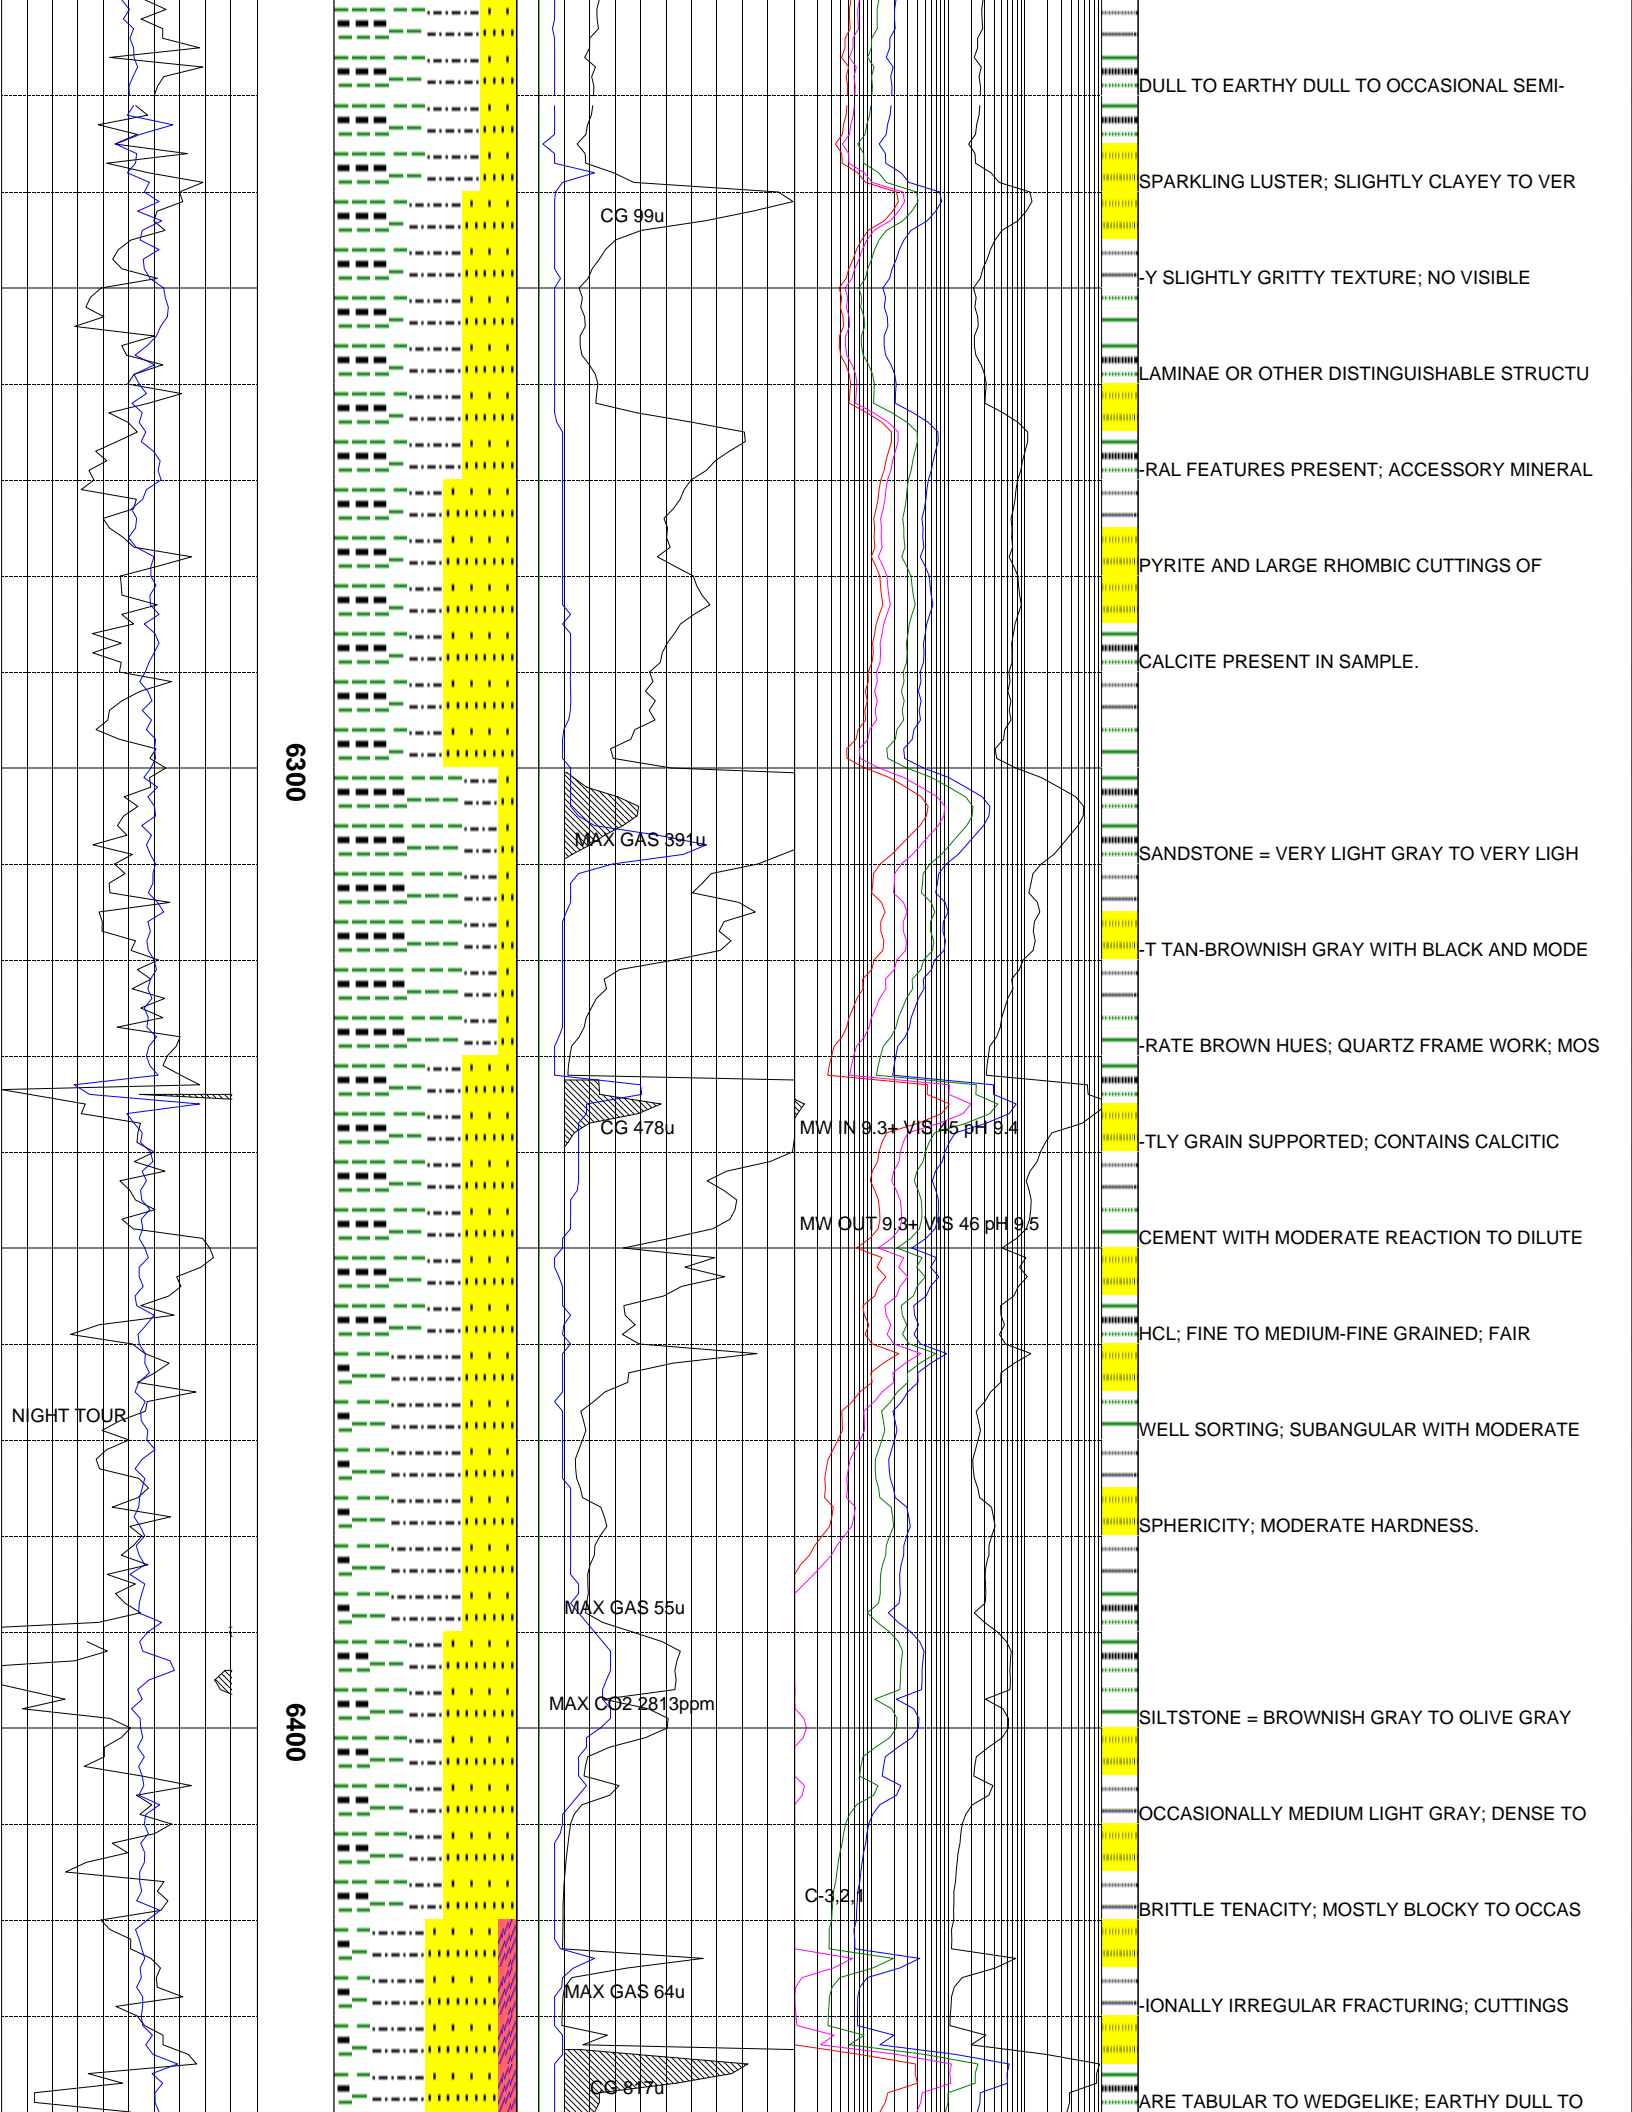 DULL TO EARTHY DULL TO OCCASIONAL SEMI-
SPARKLING LUSTER; SLIGHTLY CLAYEY TO VER
CG 99u
-Y SLIGHTLY GRITTY TEXTURE; NO VISIBLE
LAMINAE OR OTHER DISTINGUISHABLE STRUCTU
-RAL FEATURES PRESENT; ACCESSORY MINERAL
PYRITE AND LARGE RHOMBIC CUTTINGS OF
CALCITE PRESENT IN SAMPLE.
6300
MAX GAS 391u
SANDSTONE = VERY LIGHT GRAY TO VERY LIGH
-T TAN-BROWNISH GRAY WITH BLACK AND MODE
-RATE BROWN HUES; QUARTZ FRAME WORK; MOS
CG 478u
MW IN 9.3+ VIS 45 pH 9.4
-TLY GRAIN SUPPORTED; CONTAINS CALCITIC
MW OUT 9.3+ VIS 46 pH 9.5
CEMENT WITH MODERATE REACTION TO DILUTE
HCL; FINE TO MEDIUM-FINE GRAINED; FAIR
NIGHT TOUR
WELL SORTING; SUBANGULAR WITH MODERATE
SPHERICITY; MODERATE HARDNESS.
MAX GAS 55u
MAX CO2 2813ppm
6400
SILTSTONE = BROWNISH GRAY TO OLIVE GRAY
OCCASIONALLY MEDIUM LIGHT GRAY; DENSE TO
C-3,2,1
BRITTLE TENACITY; MOSTLY BLOCKY TO OCCAS
MAX GAS 64u
-IONALLY IRREGULAR FRACTURING; CUTTINGS
CG 817u
ARE TABULAR TO WEDGELIKE; EARTHY DULL TO